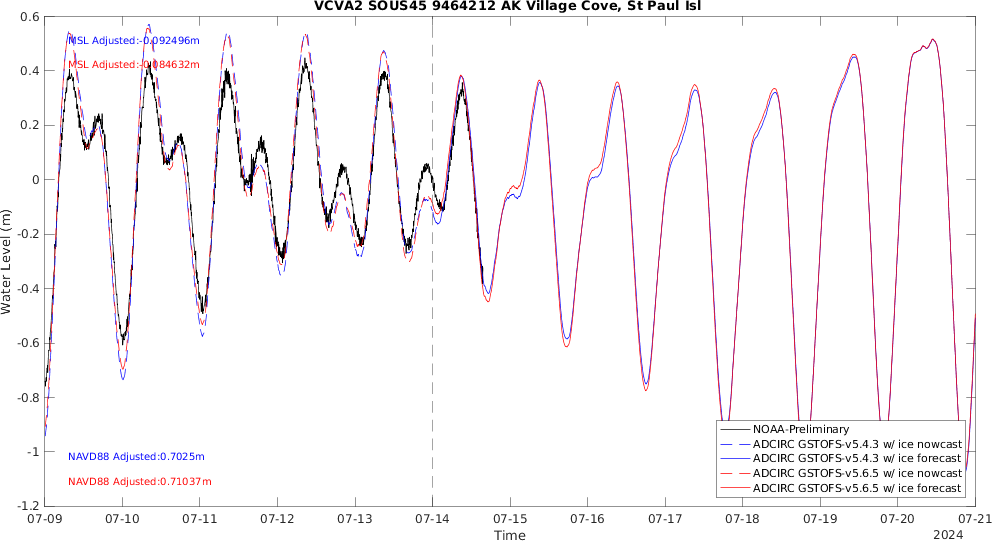 VCVA2 SOUS45 9464212 AK Village Cove, St Paul Isl
0.6
MSL Adjusted:-0.092496m
MSL Adjusted:-0.084632m
0.4
0.2
0
-0.2
-0.4
-0.6
-0.8
-1
-1.2
Water Level (m)
NAVD88 Adjusted:0.7025m
NAVD88 Adjusted:0.71037m
NOAA-Preliminary
ADCIRC GSTOFS-v5.4.3 w/ ice nowcast
ADCIRC GSTOFS-v5.4.3 w/ ice forecast
ADCIRC GSTOFS-v5.6.5 w/ ice nowcast
ADCIRC GSTOFS-v5.6.5 w/ ice forecast
07-09 07-10 07-11 07-12 07-13 07-14 07-15 07-16 07-17 07-18 07-19 07-20 07-21
Time
2024